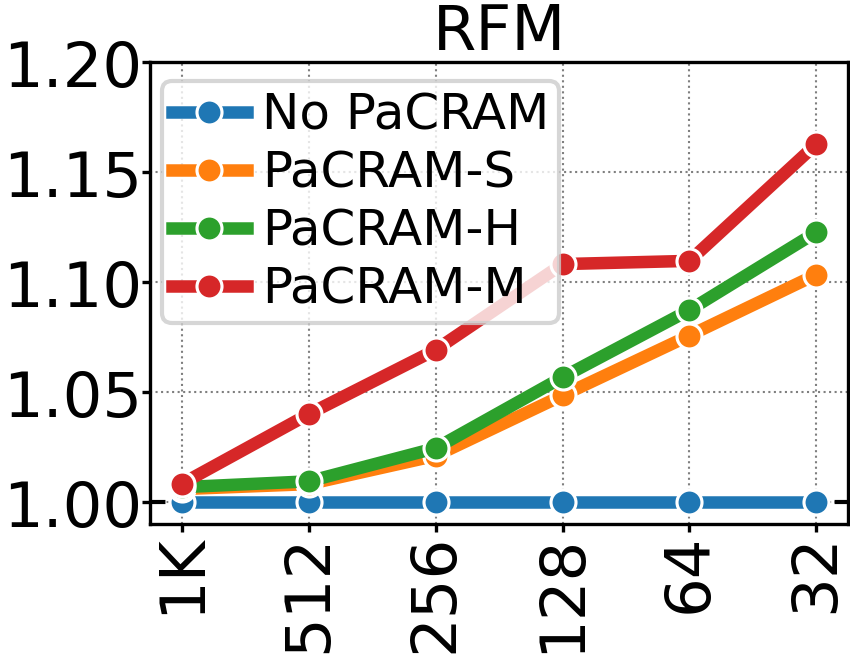 RFM
1.20
1.15
1.10
1.05
1.00
No PaCRAM
PaCRAM-S
PaCRAM-H
PaCRAM-M
1K
512
256
128
64
32